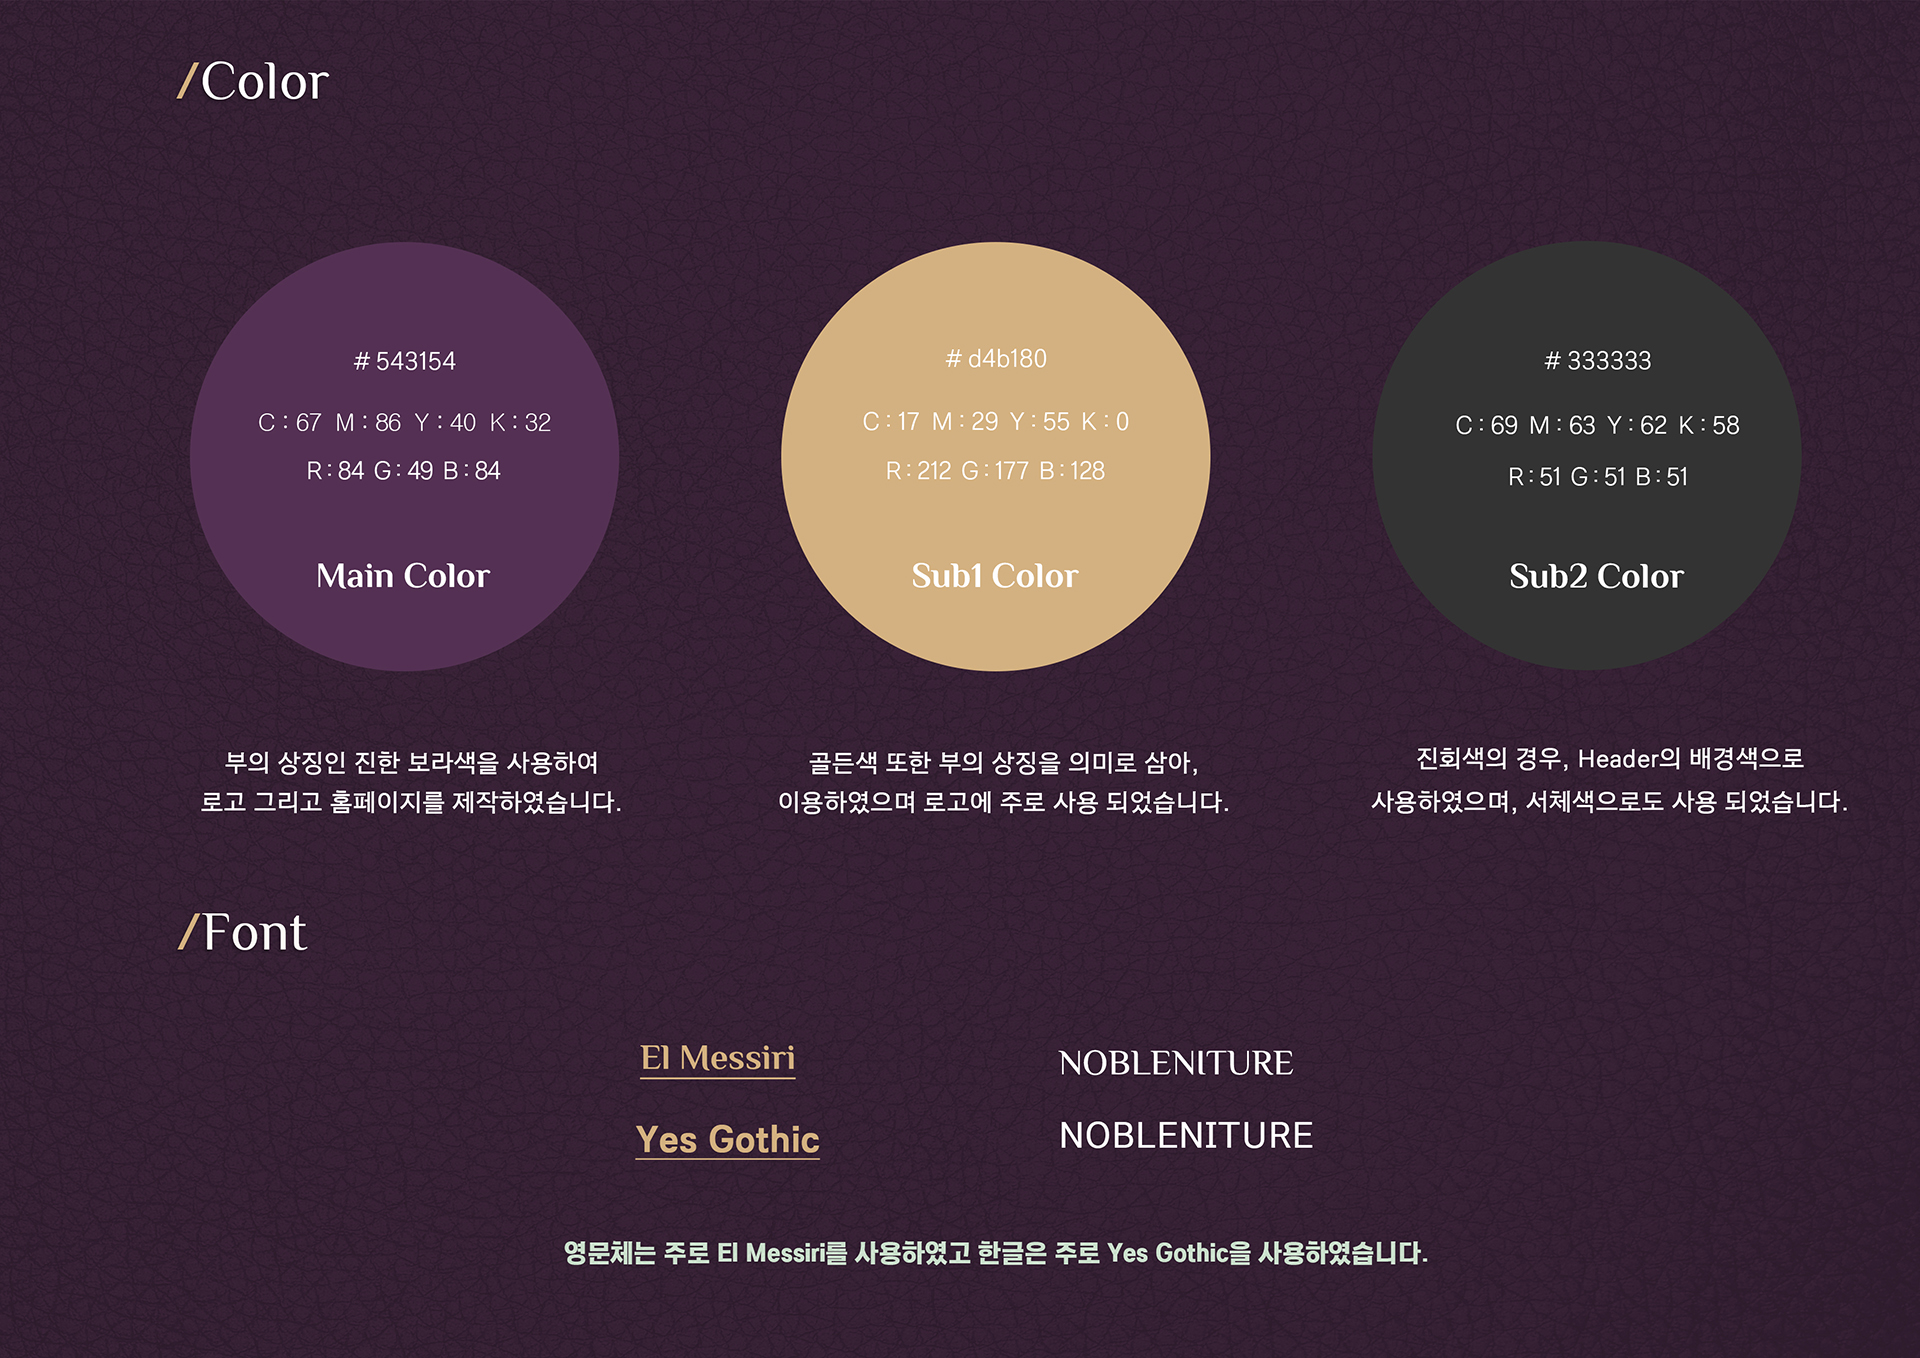 /Color
# 543154
C : 67 M : 86 Y : 40 K : 32
R : 84 G : 49 B : 84
Main Color
부의 상징인 진한 보라색을 사용하여
로고 그리고 홈페이지를 제작하였습니다.
# d4b180
C : 17 M : 29 Y : 55 K : 0
R : 212 G : 177 B : 128
Sub1 Color
골든색 또한 부의 상징을 의미로 삼아,
이용하였으며 로고에 주로 사용 되었습니다.
# 333333
C : 69 M : 63 Y : 62 K : 58
R : 51 G : 51 B : 51
Sub2 Color
진회색의 경우, Header의 배경색으로
사용하였으며, 서체색으로도 사용 되었습니다.
/Font
El Messiri
NOBLENITURE
Yes Gothic
NOBLENITURE
영문체는 주로 El Messiri를 사용하였고 한글은 주로 Yes Gothic을 사용하였습니다.